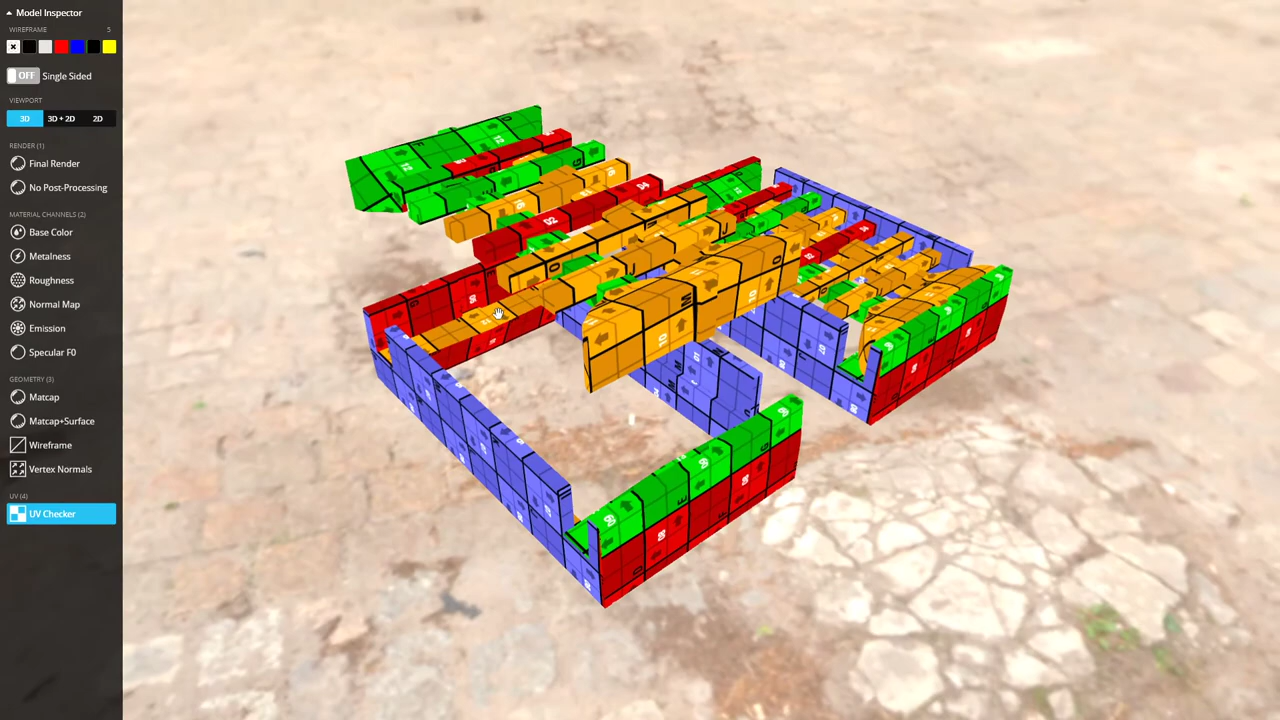 Model Inspector
WIREFRAME 5
OFF Single Sided
VIEWPORT
3D 3D + 2D 2D
RENDER (1)
Final Render
No Post-Processing
MATERIAL CHANNELS (2)
Base Color
Metalness
Roughness
Normal Map
Emission
Specular F0
GEOMETRY (3)
Matcap
Matcap+Surface
Wireframe
Vertex Normals
UV (4)
UV Checker